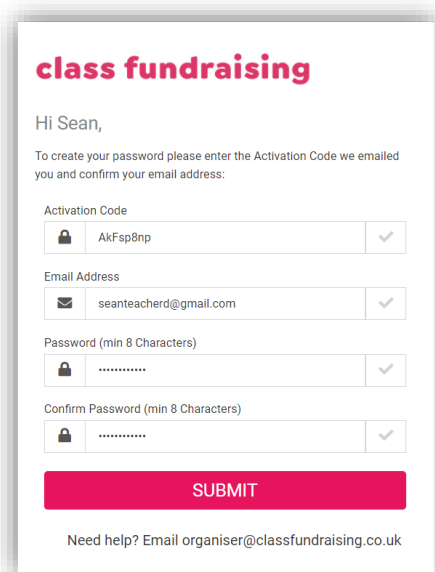 class fundraising
Hi Sean,
To create your password please enter the Activation Code we emailed
you and confirm your email address:
Activation Code
AkFsp8np
Email Address
seanteacherd@gmail.com
Password (min 8 Characters)
••••••••••••
Confirm Password (min 8 Characters)
••••••••••••
SUBMIT
Need help? Email organiser@classfundraising.co.uk